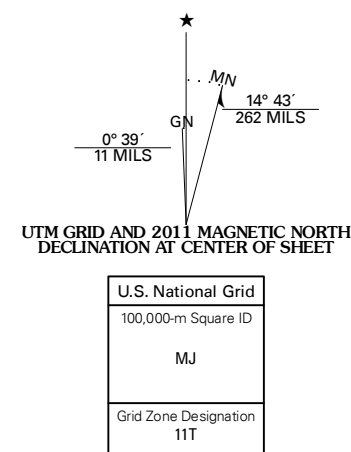 ★
MN
14° 43´
262 MILS
GN
0° 39´
11 MILS
UTM GRID AND 2011 MAGNETIC NORTH
DECLINATION AT CENTER OF SHEET
U.S. National Grid
100,000-m Square ID
MJ
Grid Zone Designation
11T